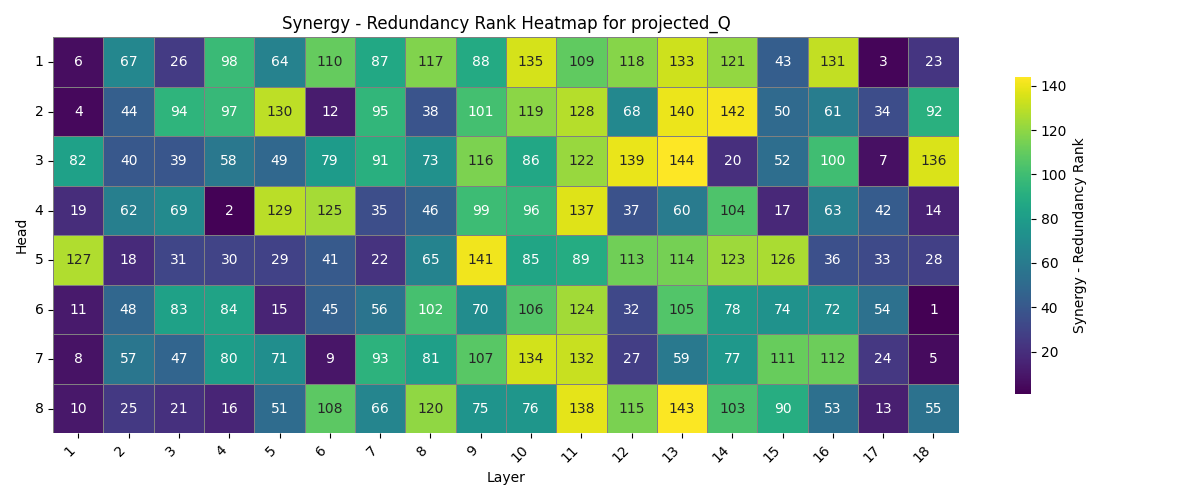 Synergy - Redundancy Rank Heatmap for projected_Q
1 6 67 26 98 64 110 87 117 88 135 109 118 133 121 43 131 3 23
2 4 44 94 97 130 12 95 38 101 119 128 68 140 142 50 61 34 92
3 82 40 39 58 49 79 91 73 116 86 122 139 144 20 52 100 7 136
4 19 62 69 2 129 125 35 46 99 96 137 37 60 104 17 63 42 14
5 127 18 31 30 29 41 22 65 141 85 89 113 114 123 126 36 33 28
6 11 48 83 84 15 45 56 102 70 106 124 32 105 78 74 72 54 1
7 8 57 47 80 71 9 93 81 107 134 132 27 59 77 111 112 24 5
8 10 25 21 16 51 108 66 120 75 76 138 115 143 103 90 53 13 55
1 2 3 4 5 6 7 8 9 10 11 12 13 14 15 16 17 18
Layer
Head
140
120
100
80
60
40
20
Synergy - Redundancy Rank